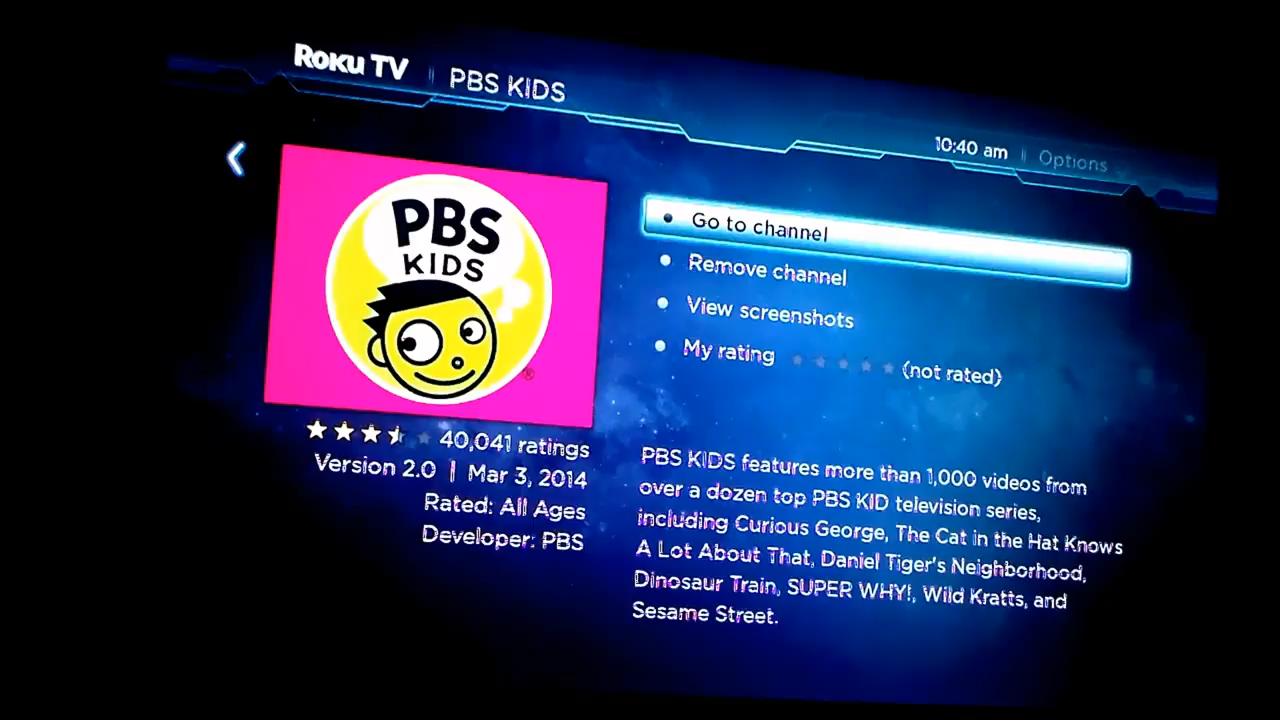 Roku TV | PBS KIDS
10:40 am | Options
PBS
KIDS
®
Go to channel
Remove channel
View screenshots
My rating (not rated)
40,041 ratings
Version 2.0 | Mar 3, 2014
Rated: All Ages
Developer: PBS
PBS KIDS features more than 1,000 videos from
over a dozen top PBS KID television series,
including Curious George, The Cat in the Hat Knows
A Lot About That, Daniel Tiger's Neighborhood,
Dinosaur Train, SUPER WHY!, Wild Kratts, and
Sesame Street.